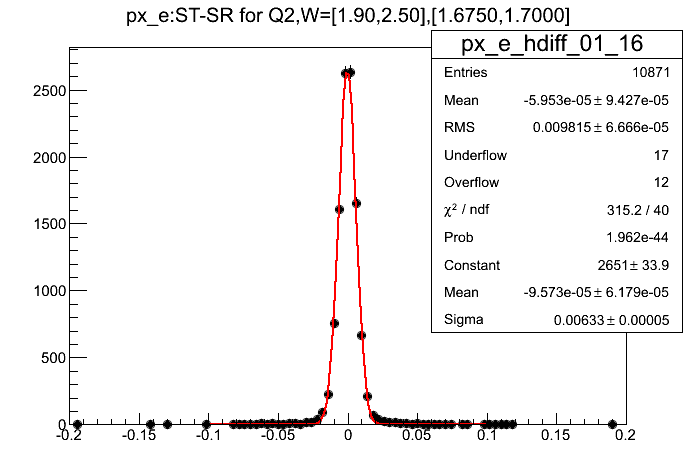 px_e:ST-SR for Q2,W=[1.90,2.50],[1.6750,1.7000]
px_e_hdiff_01_16
Entries 10871
Mean -5.953e-05 ± 9.427e-05
RMS 0.009815 ± 6.666e-05
Underflow 17
Overflow 12
χ² / ndf 315.2 / 40
Prob 1.962e-44
Constant 2651 ± 33.9
Mean -9.573e-05 ± 6.179e-05
Sigma 0.00633 ± 0.00005
2500
2000
1500
1000
500
0
-0.2 -0.15 -0.1 -0.05 0 0.05 0.1 0.15 0.2